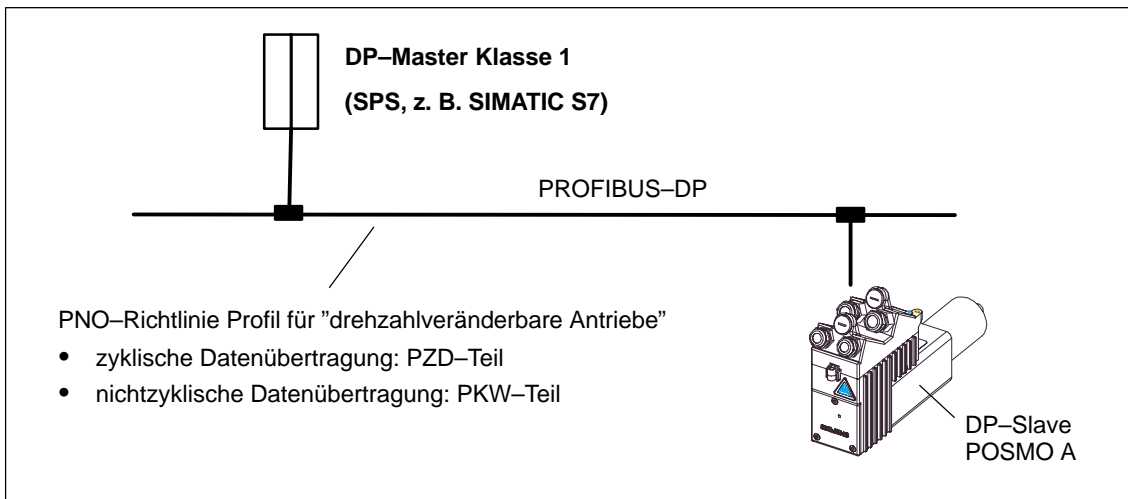 DP–Master Klasse 1
(SPS, z. B. SIMATIC S7)
PROFIBUS–DP
PNO–Richtlinie Profil für ”drehzahlveränderbare Antriebe”
• zyklische Datenübertragung: PZD–Teil
• nichtzyklische Datenübertragung: PKW–Teil
DP–Slave
POSMO A